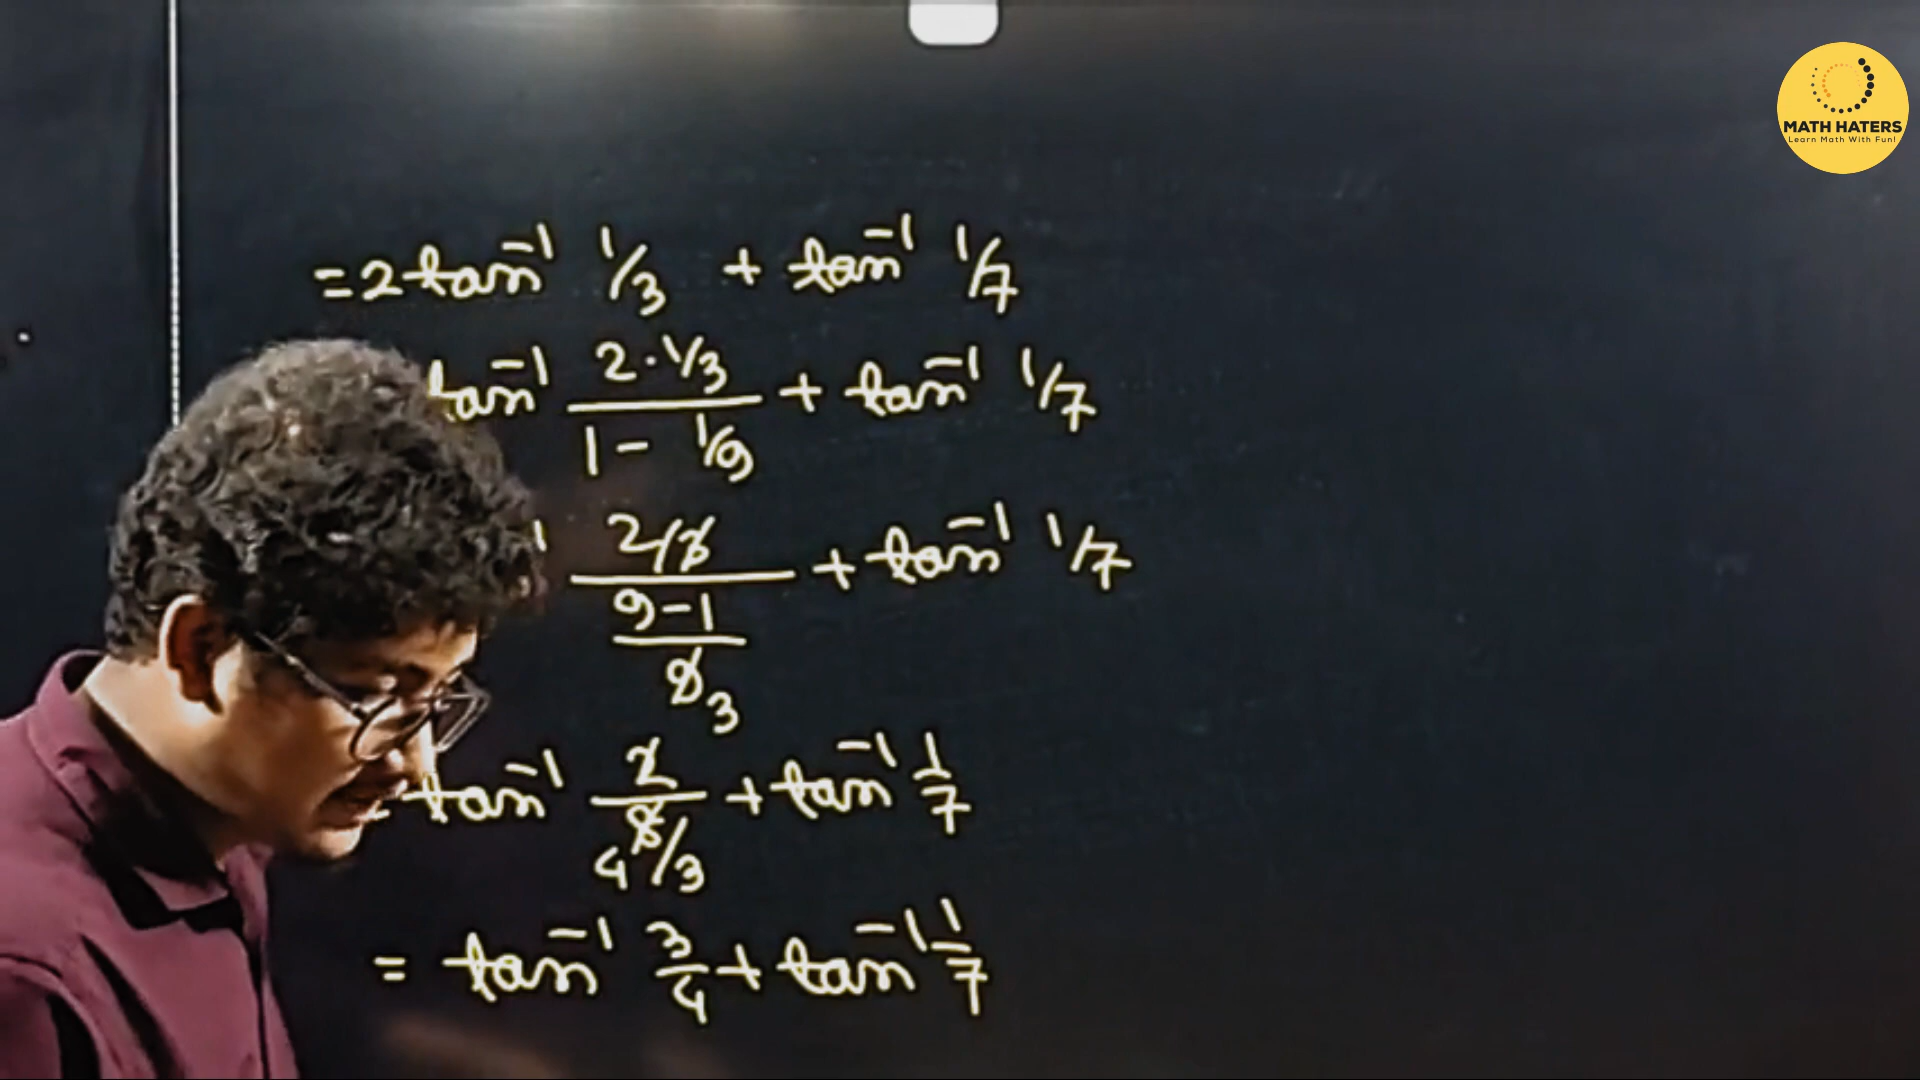 MATH HATERS
Learn Math With Fun!
= 2 tan⁻¹ 1/3 + tan⁻¹ 1/7
tan⁻¹ (2·1/3)/(1 - 1/9) + tan⁻¹ 1/7
2/3/((9-1)/9 3) + tan⁻¹ 1/7
= tan⁻¹ 2/(4 8/3) + tan⁻¹ 1/7
= tan⁻¹ 3/4 + tan⁻¹ 1/7